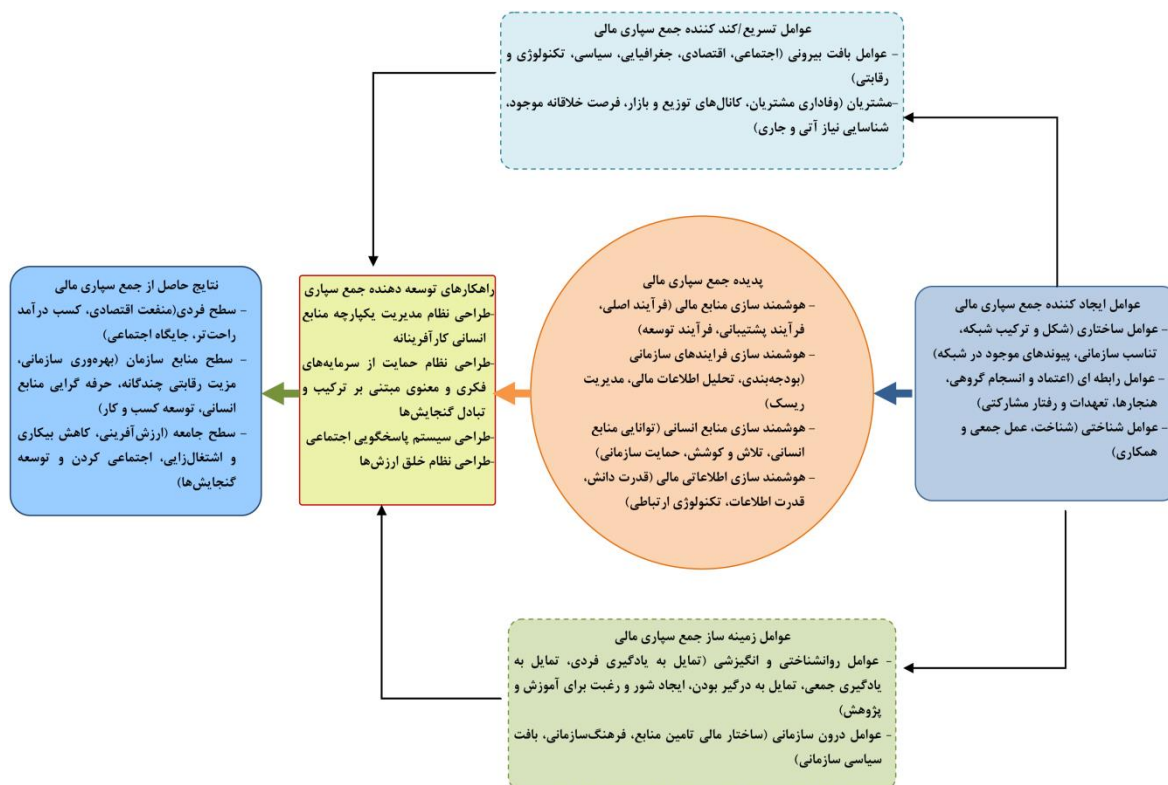 عوامل تسریع/کند کننده جمع سپاری مالی
- عوامل بافت بیرونی (اجتماعی، اقتصادی، جغرافیایی، سیاسی، تکنولوژی و
رقابتی)
-مشتریان (وفاداری مشتریان، کانال‌های توزیع و بازار، فرصت خلاقانه موجود،
شناسایی نیاز آتی و جاری)
عوامل ایجاد کننده جمع سپاری مالی
- عوامل ساختاری (شکل و ترکیب شبکه،
تناسب سازمانی، پیوندهای موجود در شبکه)
- عوامل رابطه ای (اعتماد و انسجام گروهی،
هنجارها، تعهدات و رفتار مشارکتی)
- عوامل شناختی (شناخت، عمل جمعی و
همکاری)
پدیده جمع سپاری مالی
- هوشمند سازی منابع مالی (فرآیند اصلی،
فرآیند پشتیبانی، فرآیند توسعه)
- هوشمند سازی فرایندهای سازمانی
(بودجه‌بندی، تحلیل اطلاعات مالی، مدیریت
ریسک)
- هوشمند سازی منابع انسانی (توانایی منابع
انسانی، تلاش و کوشش، حمایت سازمانی)
- هوشمند سازی اطلاعاتی مالی (قدرت دانش،
قدرت اطلاعات، تکنولوژی ارتباطی)
راهکارهای توسعه دهنده جمع سپاری
-طراحی نظام مدیریت یکپارچه منابع
انسانی کارآفرینانه
-طراحی نظام حمایت از سرمایه‌های
فکری و معنوی مبتنی بر ترکیب و
تبادل گنجایش‌ها
-طراحی سیستم پاسخگویی اجتماعی
-طراحی نظام خلق ارزش‌ها
نتایج حاصل از جمع سپاری مالی
- سطح فردی(منفعت اقتصادی، کسب درآمد
راحت‌تر، جایگاه اجتماعی)
- سطح منابع سازمان (بهره‌وری سازمانی،
مزیت رقابتی چندگانه، حرفه گرایی منابع
انسانی، توسعه کسب و کار)
- سطح جامعه (ارزش‌آفرینی، کاهش بیکاری
و اشتغال‌زایی، اجتماعی کردن و توسعه
گنجایش‌ها)
عوامل زمینه ساز جمع سپاری مالی
- عوامل روانشناختی و انگیزشی (تمایل به یادگیری فردی، تمایل به
یادگیری جمعی، تمایل به درگیر بودن، ایجاد شور و رغبت برای آموزش و
پژوهش)
- عوامل درون سازمانی (ساختار مالی تامین منابع، فرهنگ‌سازمانی، بافت
سیاسی سازمانی)